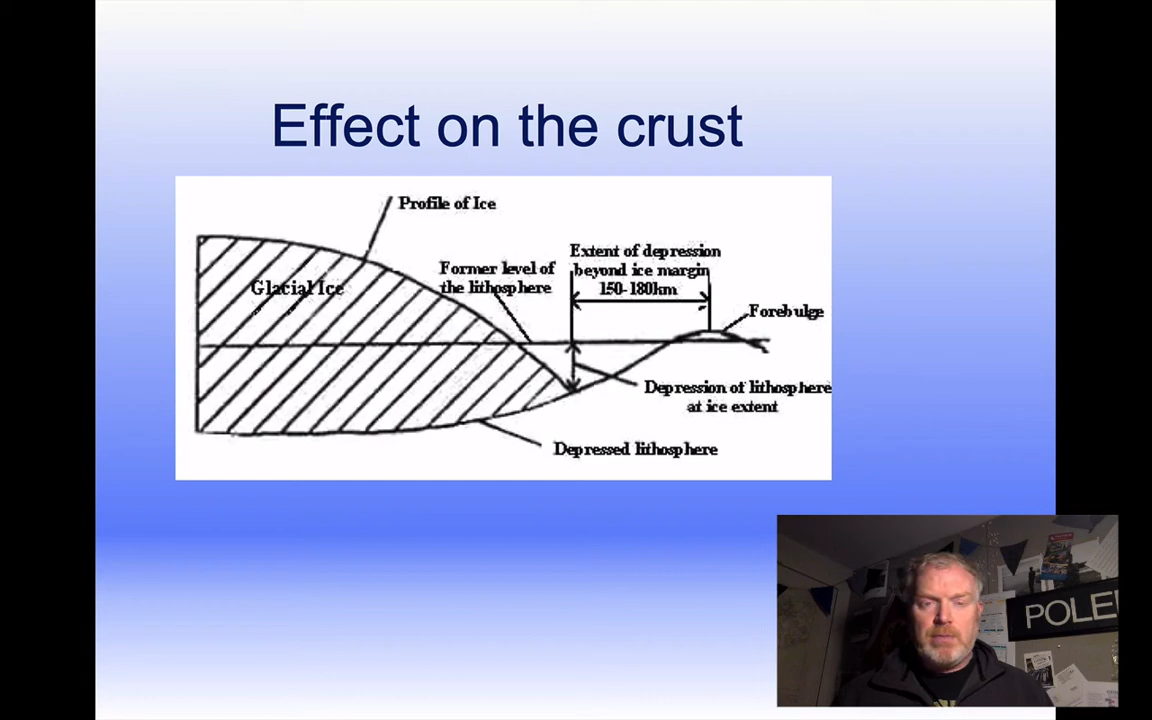 Effect on the crust
Profile of Ice
Extent of depression
beyond ice margin
150-180km
Former level of
the lithosphere
Glacial Ice
Forebulge
Depression of lithosphere
at ice extent
Depressed lithosphere